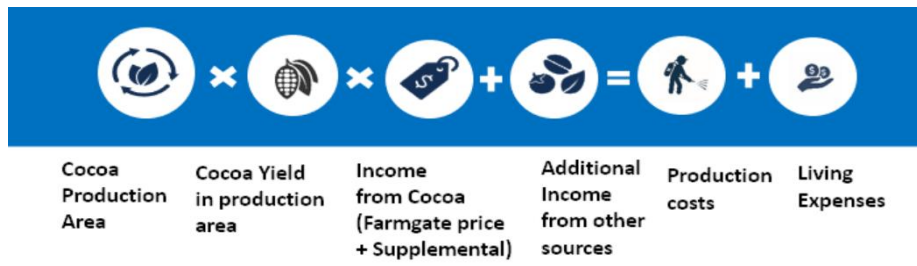 Cocoa
Production
Area
Cocoa Yield
in production
area
Income
from Cocoa
(Farmgate price
+ Supplemental)
Additional
Income
from other
sources
Production
costs
Living
Expenses